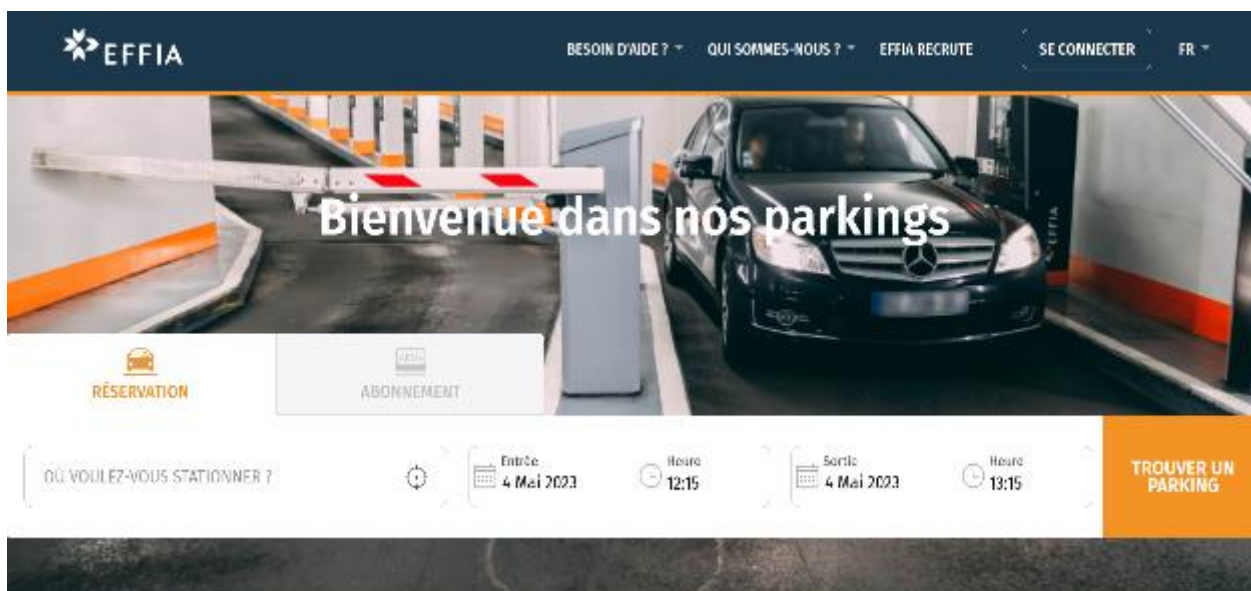 EFFIA
BESOIN D'AIDE ? QUI SOMMES-NOUS ? EFFIA RECRUTE SE CONNECTER FR
Bienvenue dans nos parkings
EFFIA
RÉSERVATION
ABONNEMENT
OÙ VOULEZ-VOUS STATIONNER ?
Entrée
4 Mai 2023
Heure
12:15
Sortie
4 Mai 2023
Heure
13:15
TROUVER UN
PARKING